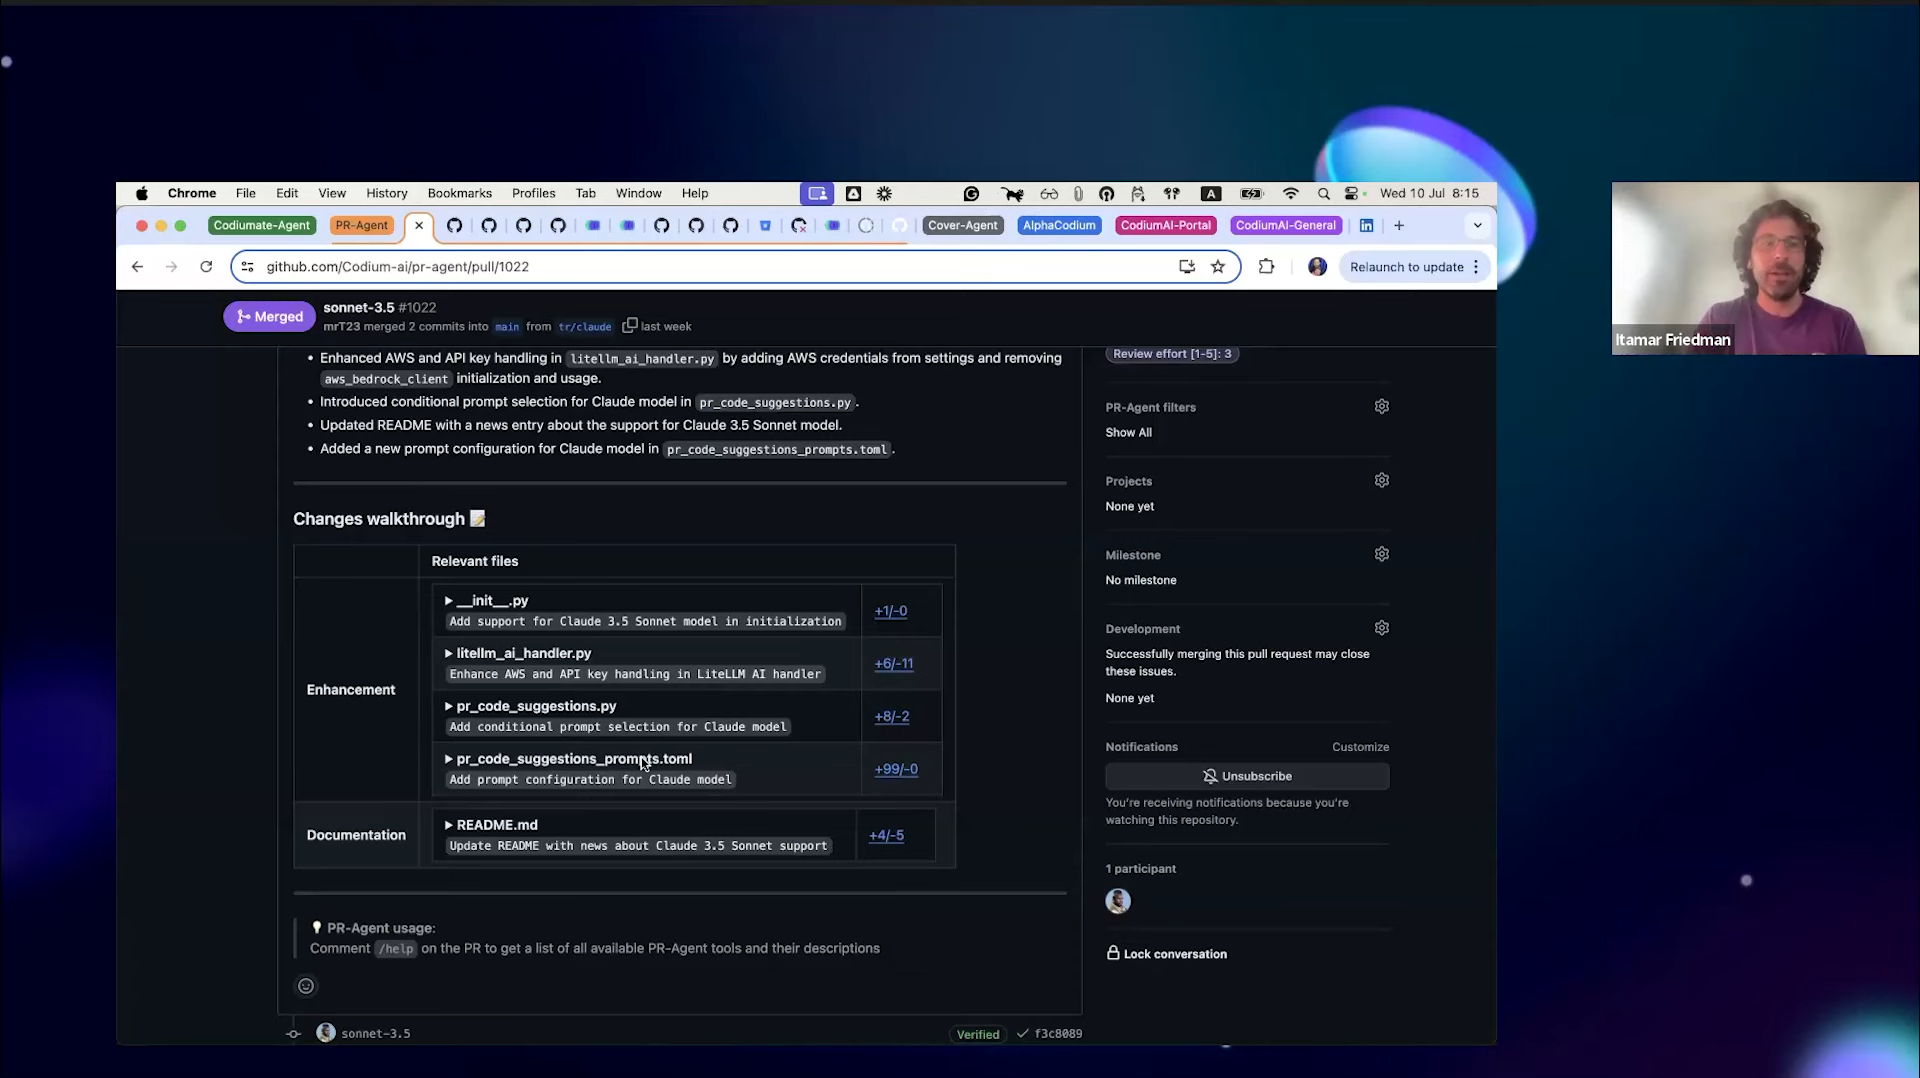 Chrome File Edit View History Bookmarks Profiles Tab Window Help A Wed 10 Jul 8:15
Codiumate-Agent PR-Agent Cover-Agent AlphaCodium CodiumAI-Portal CodiumAI-General
github.com/Codium-ai/pr-agent/pull/1022 Relaunch to update
Merged
sonnet-3.5 #1022
mrT23 merged 2 commits into main from tr/claude last week
• Enhanced AWS and API key handling in litellm_ai_handler.py by adding AWS credentials from settings and removing
aws_bedrock_client initialization and usage.
• Introduced conditional prompt selection for Claude model in pr_code_suggestions.py.
• Updated README with a news entry about the support for Claude 3.5 Sonnet model.
• Added a new prompt configuration for Claude model in pr_code_suggestions_prompts.toml.
Changes walkthrough 📝
Relevant files
Enhancement
__init__.py
Add support for Claude 3.5 Sonnet model in initialization
+1/-0
litellm_ai_handler.py
Enhance AWS and API key handling in LiteLLM AI handler
+6/-11
pr_code_suggestions.py
Add conditional prompt selection for Claude model
+8/-2
pr_code_suggestions_prompts.toml
Add prompt configuration for Claude model
+99/-0
Documentation
README.md
Update README with news about Claude 3.5 Sonnet support
+4/-5
💡 PR-Agent usage:
Comment /help on the PR to get a list of all available PR-Agent tools and their descriptions
sonnet-3.5 Verified f3c8089
Review effort [1-5]: 3
PR-Agent filters
Show All
Projects
None yet
Milestone
No milestone
Development
Successfully merging this pull request may close
these issues.
None yet
Notifications Customize
Unsubscribe
You're receiving notifications because you're
watching this repository.
1 participant
Lock conversation
Itamar Friedman